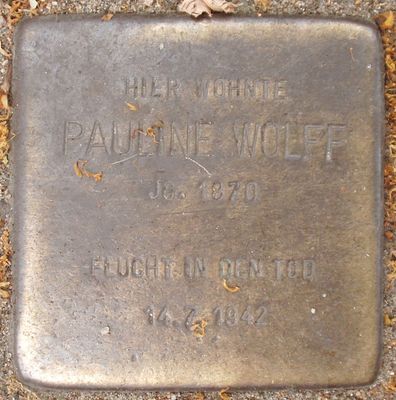 HIER WOHNTE
PAULINE WOLFF
JG. 1870
FLUCHT IN DEN TOD
14.7.1942